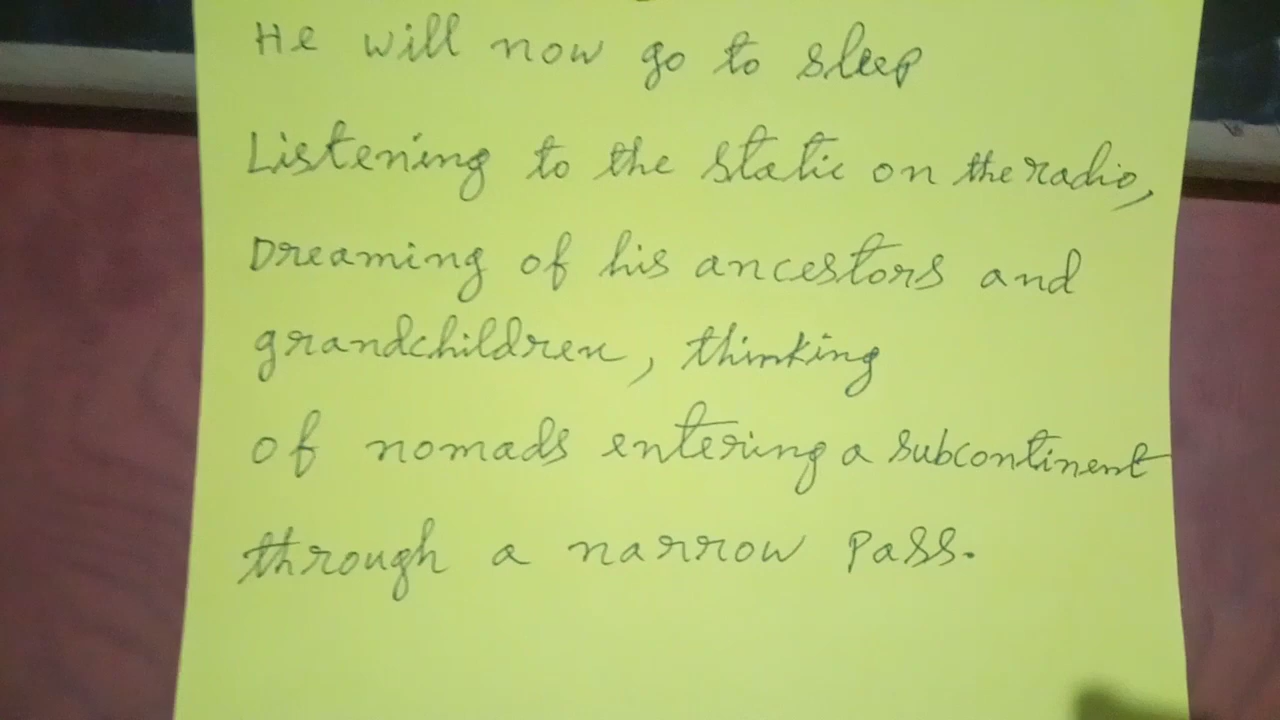 He will now go to sleep
Listening to the static on the radio,
Dreaming of his ancestors and
grandchildren, thinking
of nomads entering a subcontinent
through a narrow pass.